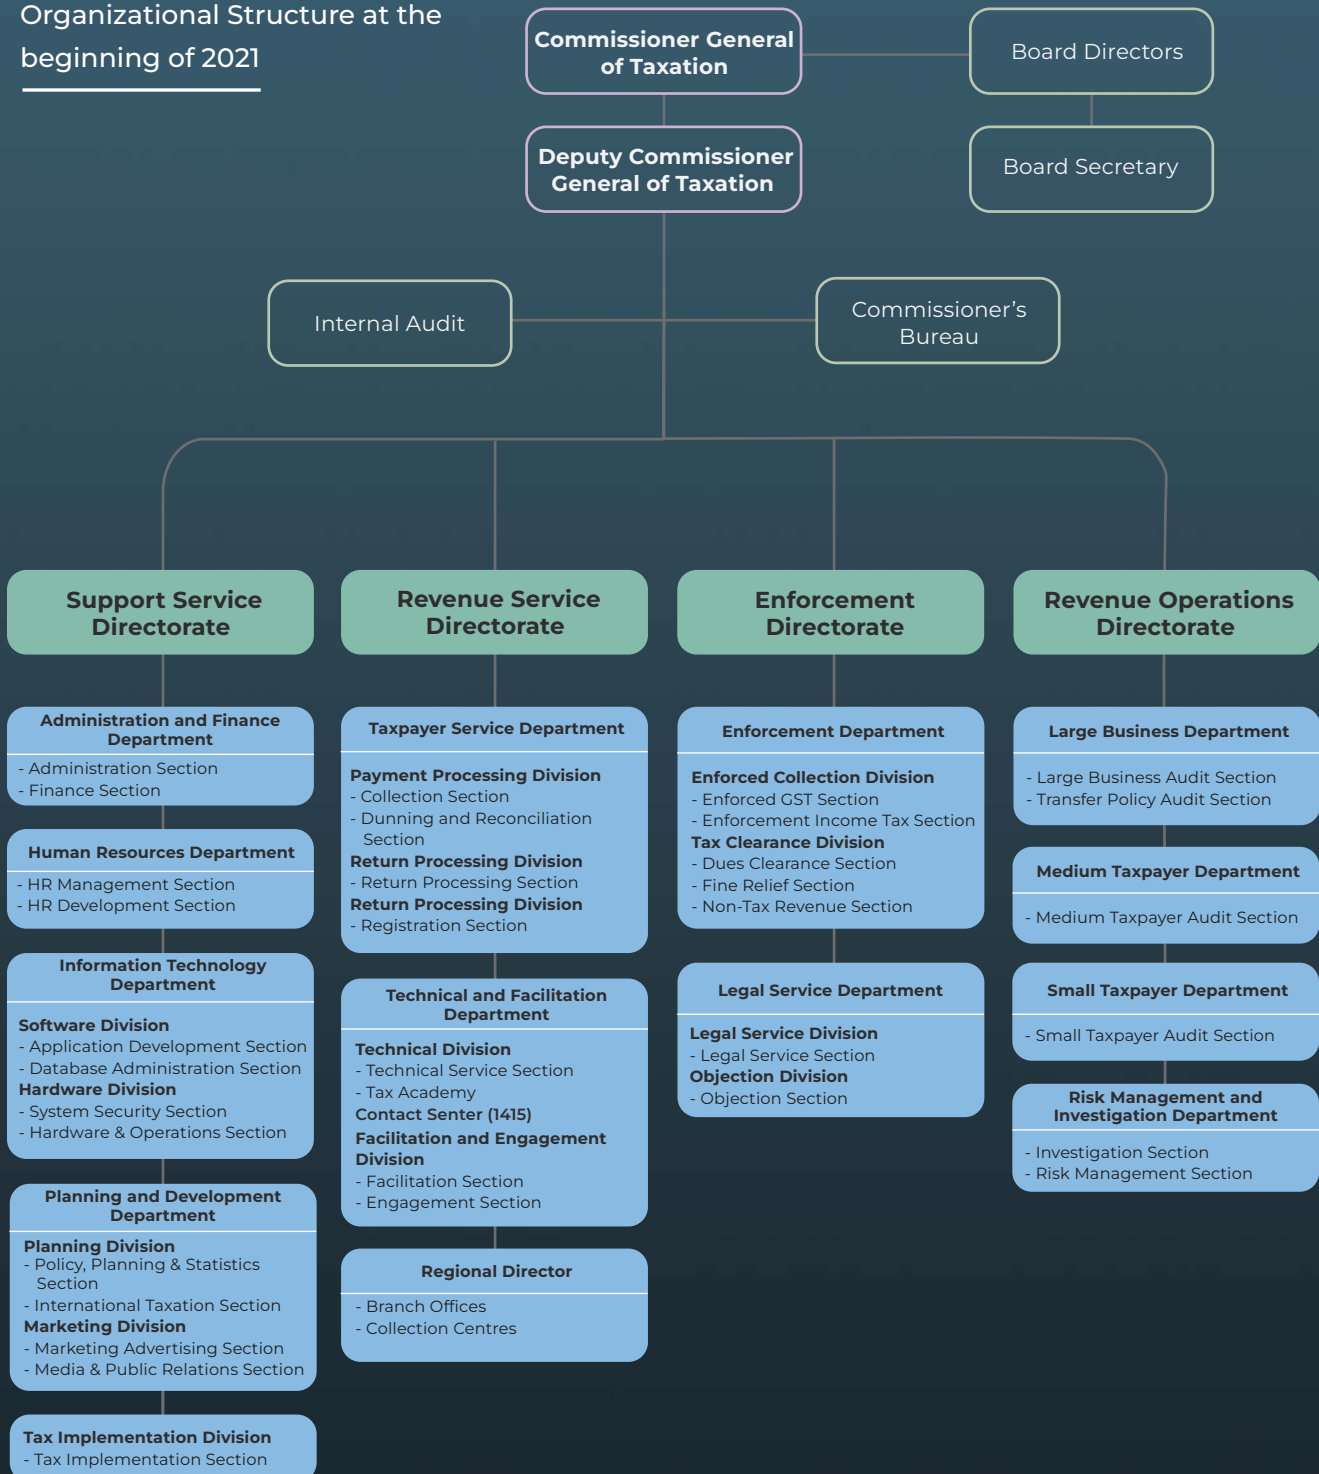 Organizational Structure at the
beginning of 2021
Commissioner General
of Taxation
Board Directors
Deputy Commissioner
General of Taxation
Board Secretary
Internal Audit
Commissioner's
Bureau
Support Service
Directorate
Administration and Finance
Department
- Administration Section
- Finance Section
Human Resources Department
- HR Management Section
- HR Development Section
Information Technology
Department
Software Division
- Application Development Section
- Database Administration Section
Hardware Division
- System Security Section
- Hardware & Operations Section
Planning and Development
Department
Planning Division
- Policy, Planning & Statistics
Section
- International Taxation Section
Marketing Division
- Marketing Advertising Section
- Media & Public Relations Section
Tax Implementation Division
- Tax Implementation Section
Revenue Service
Directorate
Taxpayer Service Department
Payment Processing Division
- Collection Section
- Dunning and Reconciliation
Section
Return Processing Division
- Return Processing Section
Return Processing Division
- Registration Section
Technical and Facilitation
Department
Technical Division
- Technical Service Section
- Tax Academy
Contact Senter (1415)
Facilitation and Engagement
Division
- Facilitation Section
- Engagement Section
Regional Director
- Branch Offices
- Collection Centres
Enforcement
Directorate
Enforcement Department
Enforced Collection Division
- Enforced GST Section
- Enforcement Income Tax Section
Tax Clearance Division
- Dues Clearance Section
- Fine Relief Section
- Non-Tax Revenue Section
Legal Service Department
Legal Service Division
- Legal Service Section
Objection Division
- Objection Section
Revenue Operations
Directorate
Large Business Department
- Large Business Audit Section
- Transfer Policy Audit Section
Medium Taxpayer Department
- Medium Taxpayer Audit Section
Small Taxpayer Department
- Small Taxpayer Audit Section
Risk Management and
Investigation Department
- Investigation Section
- Risk Management Section